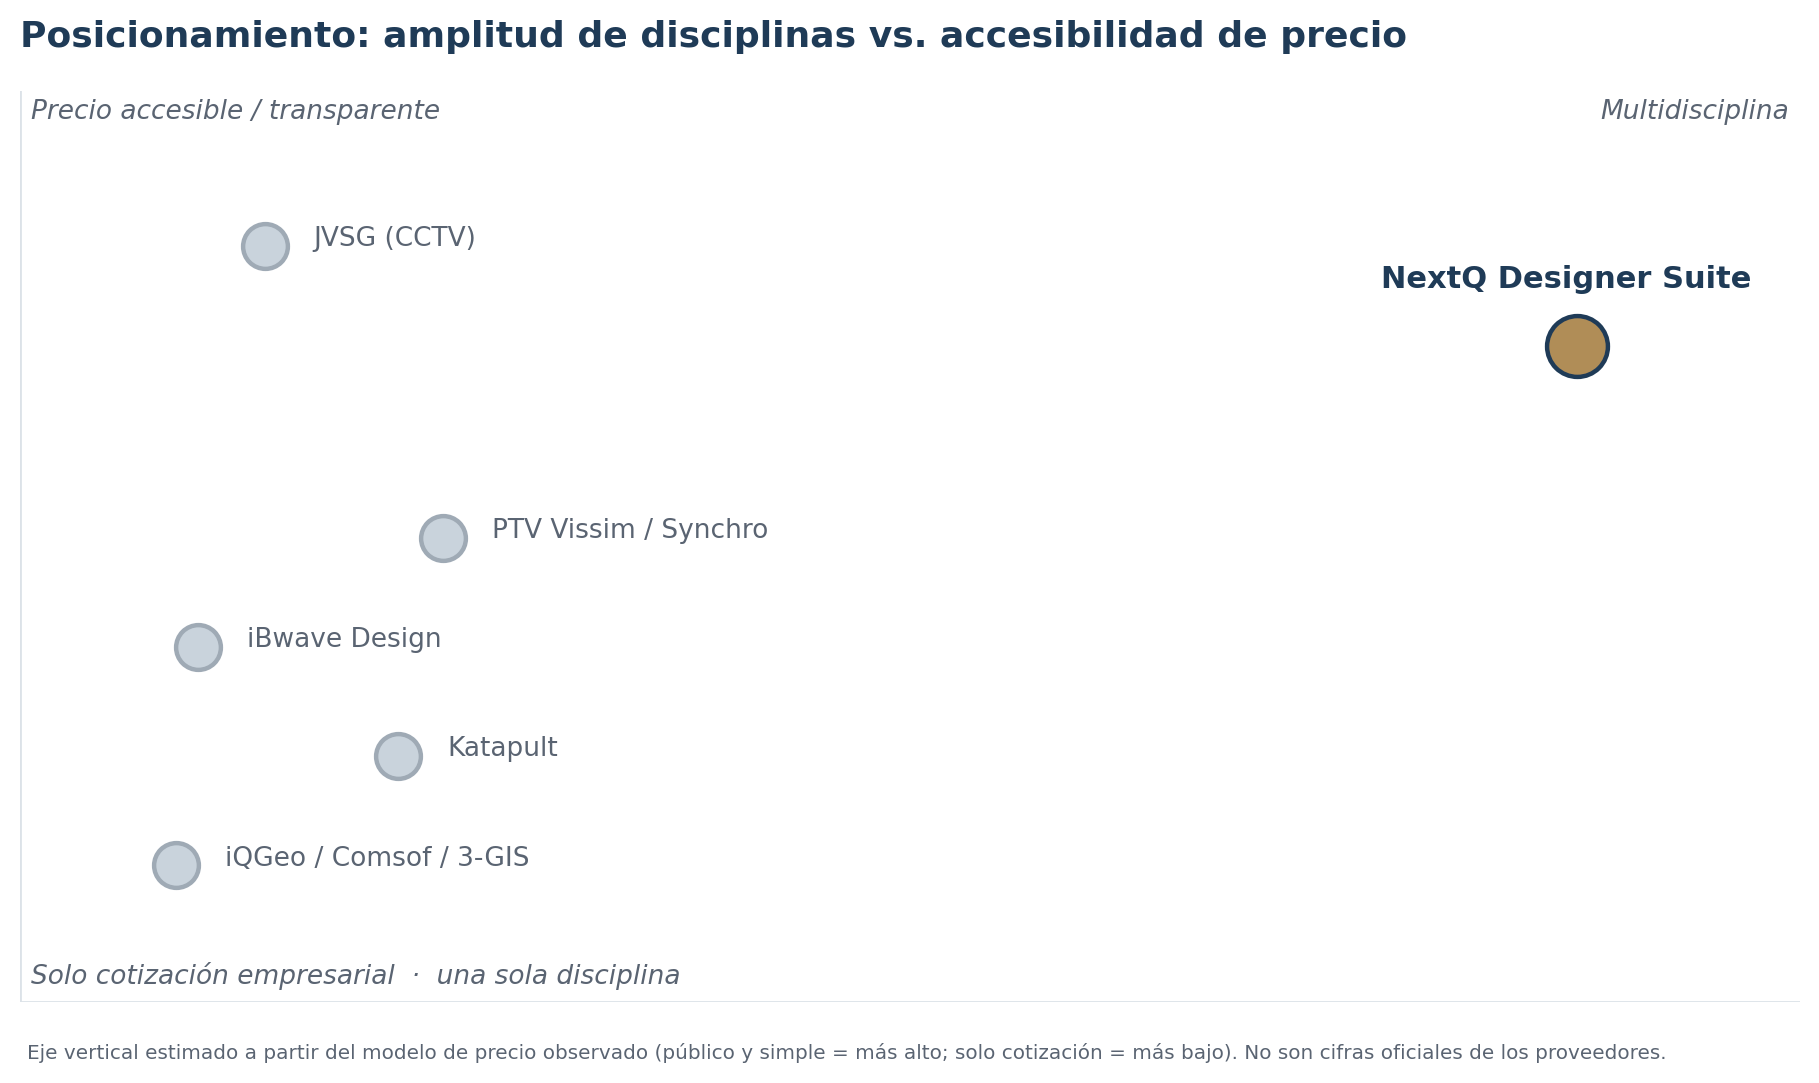 Posicionamiento: amplitud de disciplinas vs. accesibilidad de precio
Precio accesible / transparente
Multidisciplina
JVSG (CCTV)
NextQ Designer Suite
PTV Vissim / Synchro
iBwave Design
Katapult
iQGeo / Comsof / 3-GIS
Solo cotización empresarial · una sola disciplina
Eje vertical estimado a partir del modelo de precio observado (público y simple = más alto; solo cotización = más bajo). No son cifras oficiales de los proveedores.